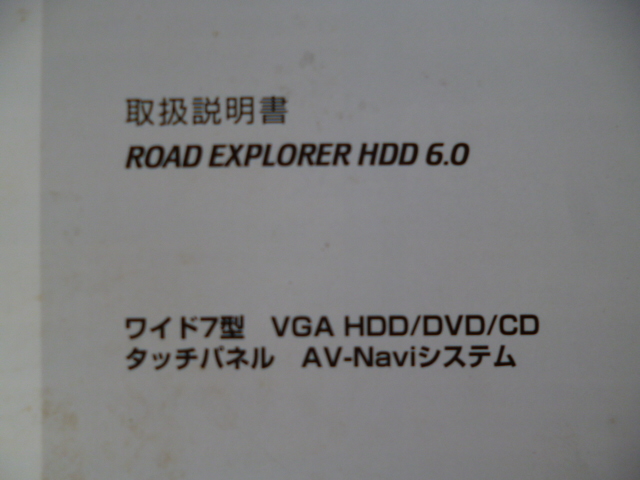 取扱説明書
ROAD EXPLORER HDD 6.0
ワイド7型 VGA HDD/DVD/CD
タッチパネル AV-Naviシステム